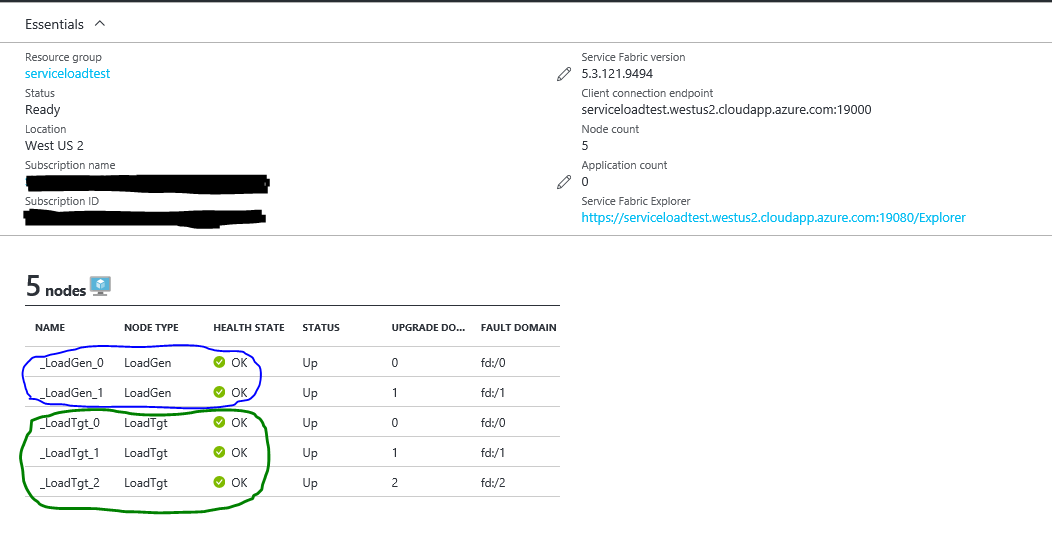 Essentials
Resource group
serviceloadtest
Status
Ready
Location
West US 2
Subscription name
Subscription ID
Service Fabric version
5.3.121.9494
Client connection endpoint
serviceloadtest.westus2.cloudapp.azure.com:19000
Node count
5
Application count
0
Service Fabric Explorer
https://serviceloadtest.westus2.cloudapp.azure.com:19080/Explorer
5 nodes
NAME NODE TYPE HEALTH STATE STATUS UPGRADE DO... FAULT DOMAIN
_LoadGen_0 LoadGen OK Up 0 fd:/0
_LoadGen_1 LoadGen OK Up 1 fd:/1
_LoadTgt_0 LoadTgt OK Up 0 fd:/0
_LoadTgt_1 LoadTgt OK Up 1 fd:/1
_LoadTgt_2 LoadTgt OK Up 2 fd:/2